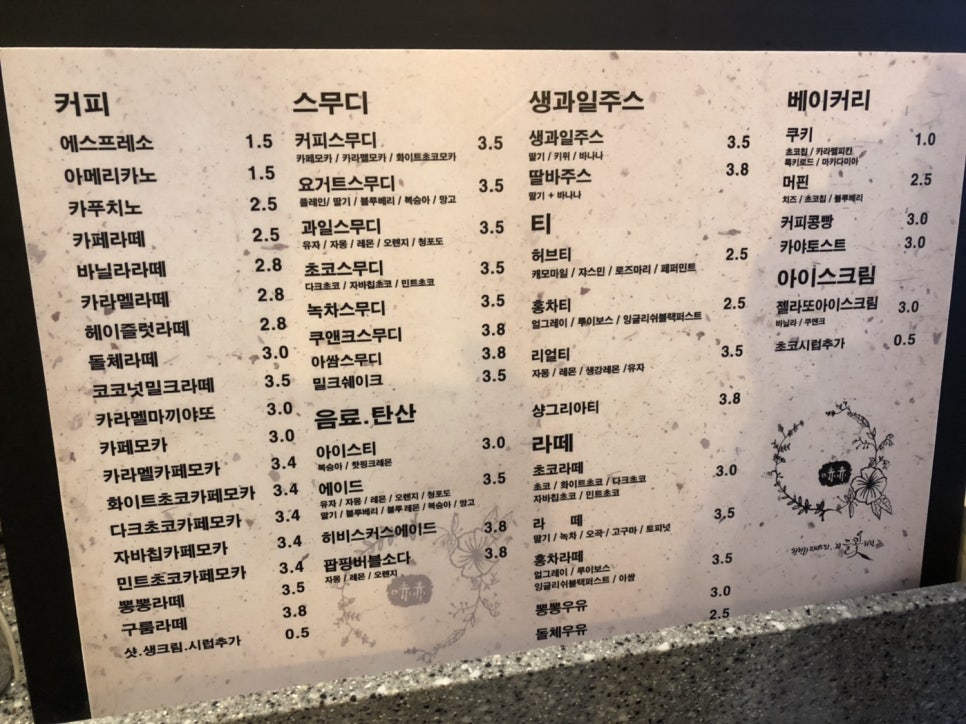 커피
에스프레소 1.5
아메리카노 1.5
카푸치노 2.5
카페라떼 2.5
바닐라라떼 2.8
카라멜라떼 2.8
헤이즐럿라떼 2.8
돌체라떼 3.0
코코넛밀크라떼 3.5
카라멜마끼야또 3.0
카페모카 3.0
카라멜카페모카 3.4
화이트초코카페모카 3.4
다크초코카페모카 3.4
자바칩카페모카 3.4
민트초코카페모카 3.4
뽕뽕라떼 3.5
구름라떼 3.8
샷.생크림.시럽추가 0.5
스무디
커피스무디 3.5
카페모카 / 카라멜모카 / 화이트초코모카
요거트스무디 3.5
플레인/ 딸기 / 블루베리 / 복숭아 / 망고
과일스무디 3.5
유자 / 자몽 / 레몬 / 오렌지 / 청포도
초코스무디 3.5
다크초코 / 자바칩초코 / 민트초코
녹차스무디 3.5
쿠앤크스무디 3.8
아쌈스무디 3.8
밀크쉐이크 3.5
음료.탄산
아이스티 3.0
복숭아 / 핫핑크레몬
에이드 3.5
유자 / 자몽 / 레몬 / 오렌지 / 청포도
딸기 / 블루베리 / 블루레몬 / 복숭아 / 망고
히비스커스에이드 3.8
팝핑버블소다 3.8
자몽 / 레몬 / 오렌지
생과일주스
생과일주스 3.5
딸기 / 키위 / 바나나
딸바주스 3.8
딸기 + 바나나
티
허브티 2.5
캐모마일 / 쟈스민 / 로즈마리 / 페퍼민트
홍차티 2.5
얼그레이 / 루이보스 / 잉글리쉬블랙퍼스트
리얼티 3.5
자몽 / 레몬 / 생강레몬 /유자
샹그리아티 3.8
라떼
초코라떼 3.0
초코 / 화이트초코 / 다크초코
자바칩초코 / 민트초코
라 떼 3.5
딸기 / 녹차 / 오곡 / 고구마 / 토피넛
홍차라떼 3.5
얼그레이 / 루이보스
잉글리쉬블랙퍼스트 / 아쌈
뽕뽕우유 3.0
돌체우유 2.5
베이커리
쿠키 1.0
초코칩 / 카라멜피칸
록키로드 / 마카다미아
머핀 2.5
치즈 / 초코칩 / 블루베리
커피콩빵 3.0
카야토스트 3.0
아이스크림
젤라또아이스크림 3.0
바닐라 / 쿠앤크
초코시럽추가 0.5